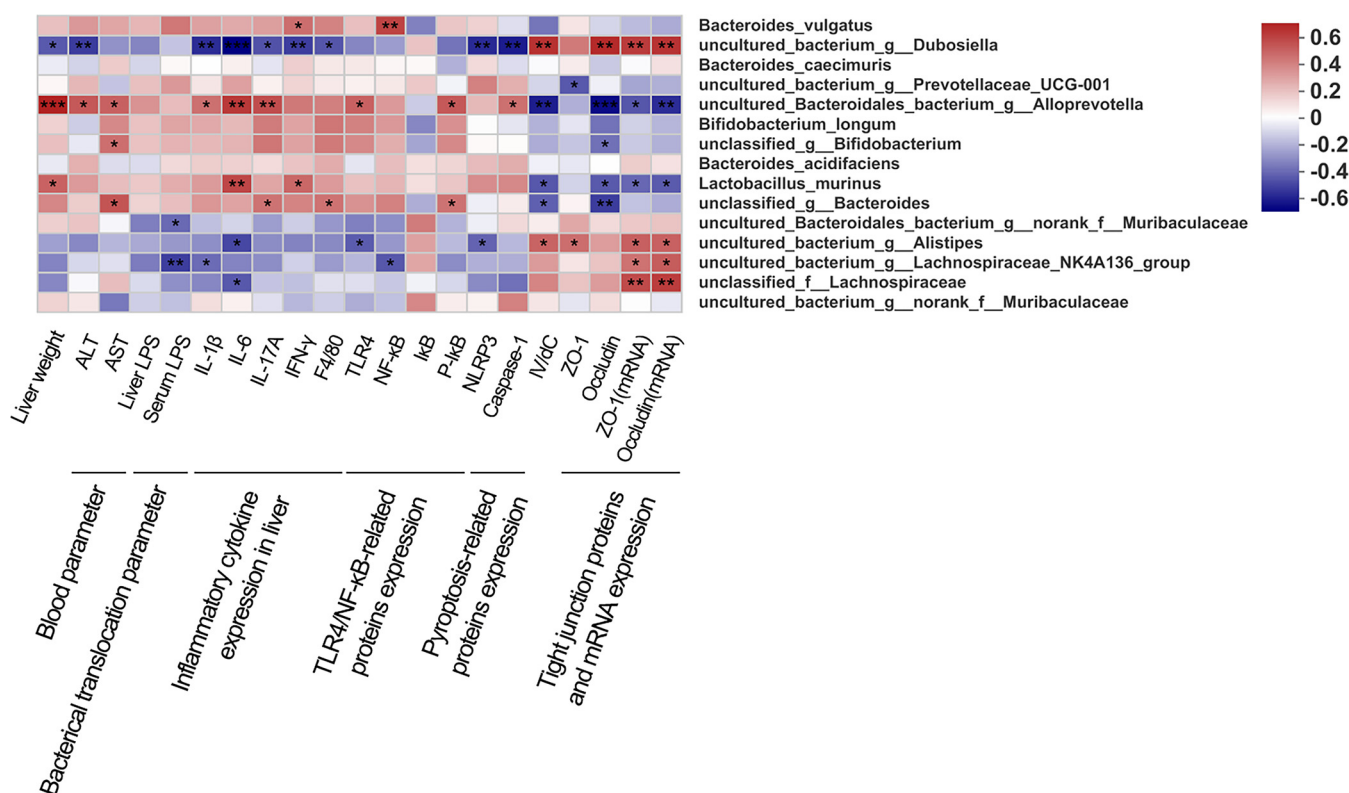 Bacteroides_vulgatus
* **
uncultured_bacterium_g__Dubosiella
* ** ** *** * ** * ** ** ** ** ** **
Bacteroides_caecimuris
uncultured_bacterium_g__Prevotellaceae_UCG-001
*
uncultured_Bacteroidales_bacterium_g__Alloprevotella
*** * * * ** ** * * * ** *** * **
Bifidobacterium_longum
unclassified_g__Bifidobacterium
* *
Bacteroides_acidifaciens
Lactobacillus_murinus
* ** * * * * *
unclassified_g__Bacteroides
* * * * * **
uncultured_Bacteroidales_bacterium_g__norank_f__Muribaculaceae
*
uncultured_bacterium_g__Alistipes
* * * * * * *
uncultured_bacterium_g__Lachnospiraceae_NK4A136_group
** * * * *
unclassified_f__Lachnospiraceae
* ** **
uncultured_bacterium_g__norank_f__Muribaculaceae
0.6
0.4
0.2
0
-0.2
-0.4
-0.6
Liver weight
ALT
AST
Liver LPS
Serum LPS
IL-1β
IL-6
IL-17A
IFN-γ
F4/80
TLR4
NF-κB
IκB
P-IκB
NLRP3
Caspase-1
IV/dC
ZO-1
Occludin
ZO-1(mRNA)
Occludin(mRNA)
Blood parameter
Bacterical translocation parameter
Inflammatory cytokine
expression in liver
TLR4/NF-κB-related
proteins expression
Pyroptosis-related
proteins expression
Tight junction proteins
and mRNA expression